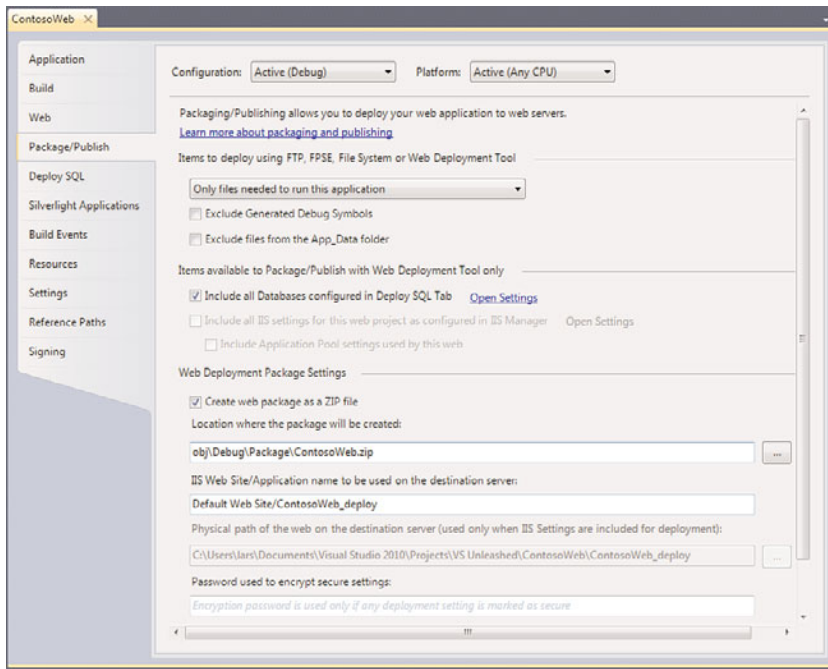 ContosoWeb
Application
Build
Web
Package/Publish
Deploy SQL
Silverlight Applications
Build Events
Resources
Settings
Reference Paths
Signing
Configuration: Active (Debug) Platform: Active (Any CPU)
Packaging/Publishing allows you to deploy your web application to web servers.
Learn more about packaging and publishing
Items to deploy using FTP, FPSE, File System or Web Deployment Tool
Only files needed to run this application
Exclude Generated Debug Symbols
Exclude files from the App_Data folder
Items available to Package/Publish with Web Deployment Tool only
Include all Databases configured in Deploy SQL Tab Open Settings
Include all IIS settings for this web project as configured in IIS Manager Open Settings
Include Application Pool settings used by this web
Web Deployment Package Settings
Create web package as a ZIP file
Location where the package will be created:
obj\Debug\Package\ContosoWeb.zip
...
IIS Web Site/Application name to be used on the destination server:
Default Web Site/ContosoWeb_deploy
Physical path of the web on the destination server (used only when IIS Settings are included for deployment):
C:\Users\lars\Documents\Visual Studio 2010\Projects\VS Unleashed\ContosoWeb\ContosoWeb_deploy
...
Password used to encrypt secure settings:
Encryption password is used only if any deployment setting is marked as secure